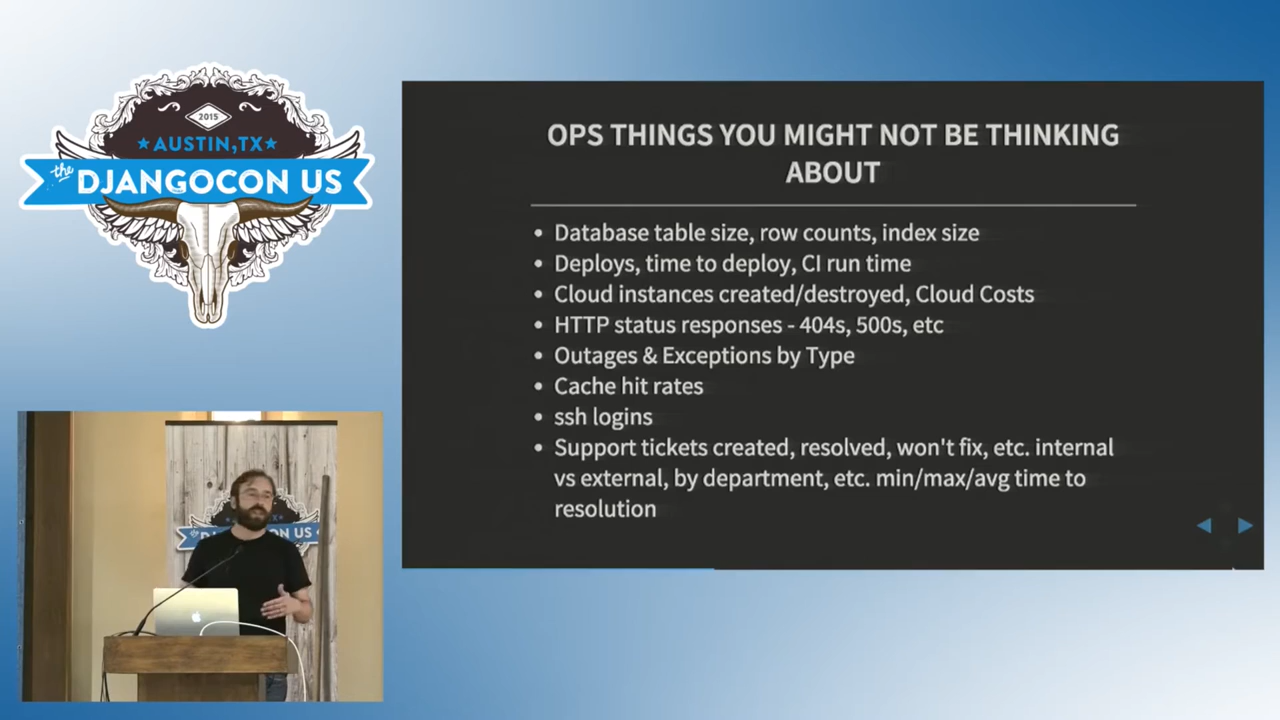 2015
AUSTIN,TX
the
DJANGOCON US
OPS THINGS YOU MIGHT NOT BE THINKING
ABOUT
• Database table size, row counts, index size
• Deploys, time to deploy, CI run time
• Cloud instances created/destroyed, Cloud Costs
• HTTP status responses - 404s, 500s, etc
• Outages & Exceptions by Type
• Cache hit rates
• ssh logins
• Support tickets created, resolved, won't fix, etc. internal
vs external, by department, etc. min/max/avg time to
resolution
CON US